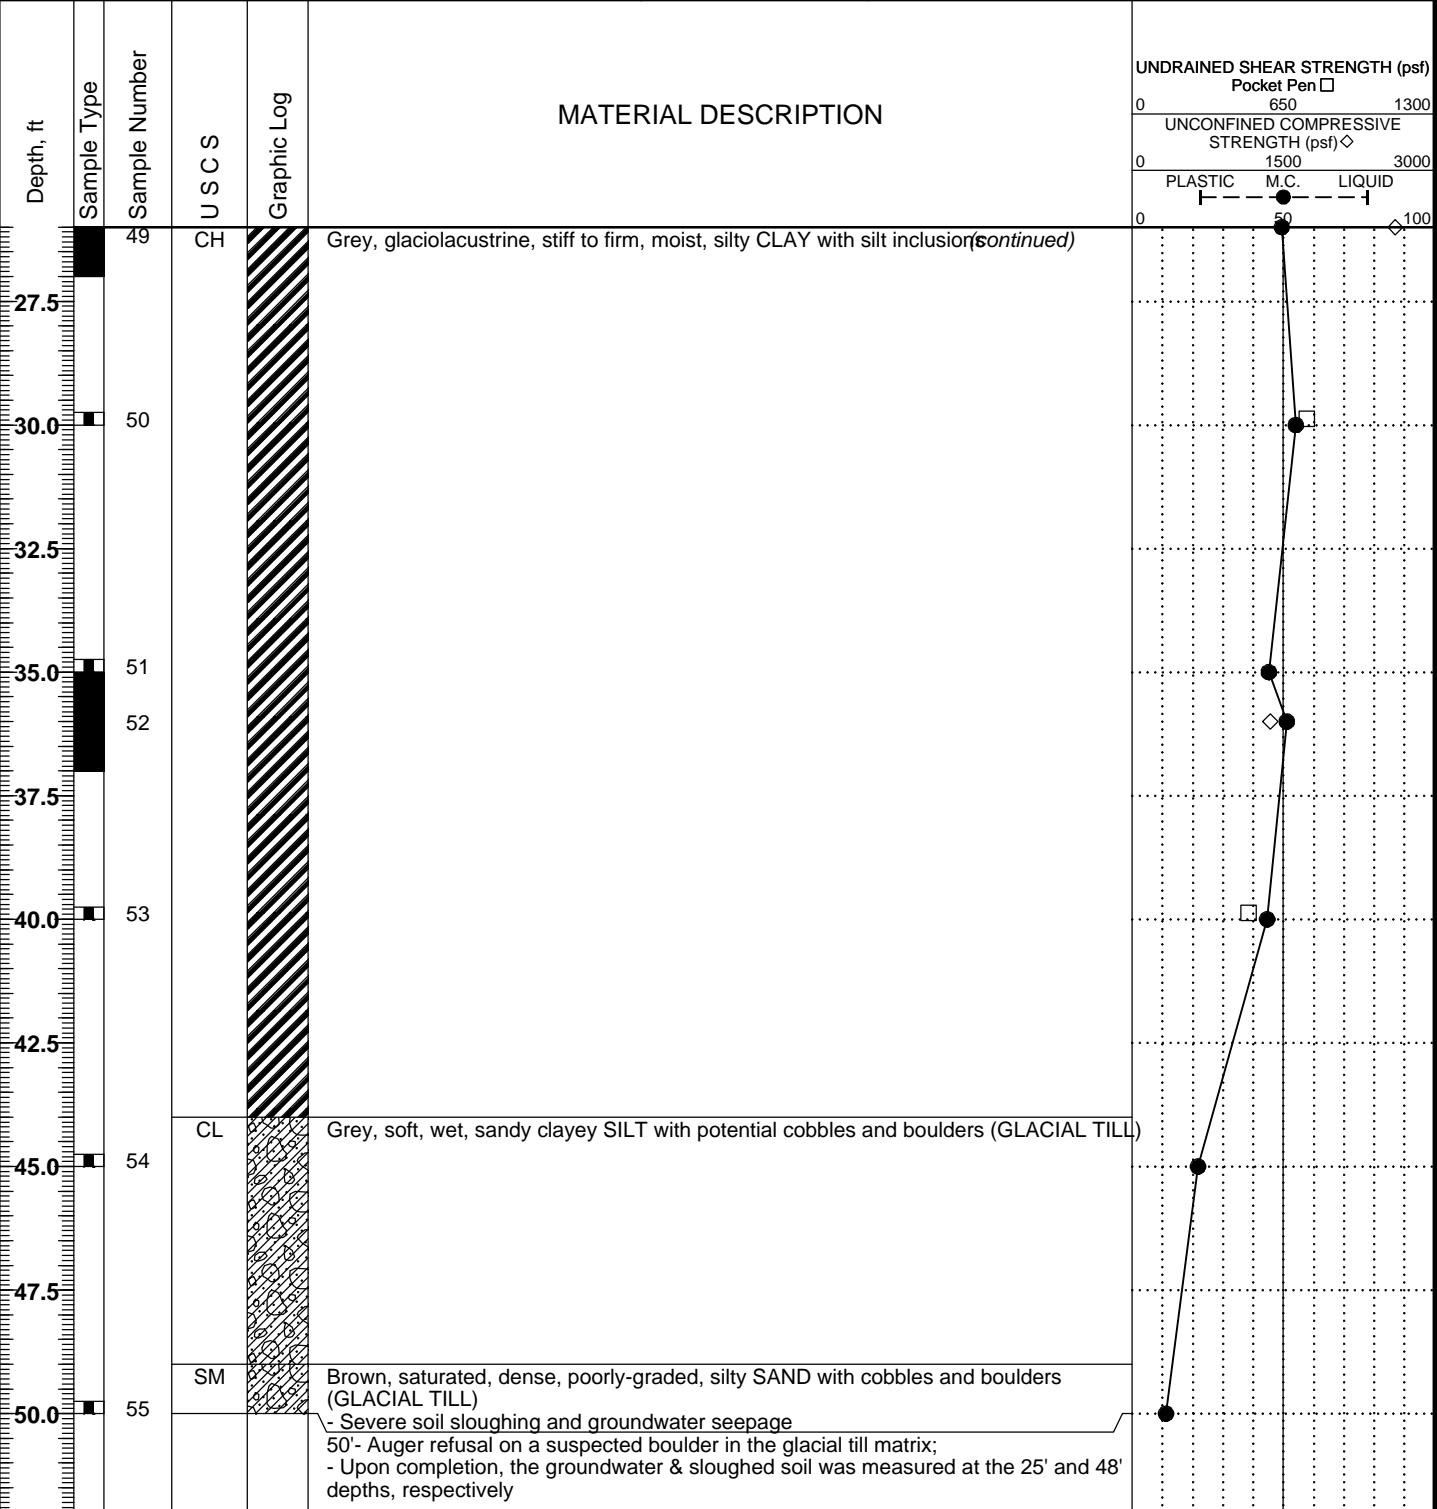 Depth, ft
Sample Type
Sample Number
U S C S
Graphic Log
MATERIAL DESCRIPTION
UNDRAINED SHEAR STRENGTH (psf)
Pocket Pen
0 650 1300
UNCONFINED COMPRESSIVE
STRENGTH (psf)
0 1500 3000
PLASTIC M.C. LIQUID
0 50 100
49 CH Grey, glaciolacustrine, stiff to firm, moist, silty CLAY with silt inclusions (continued)
27.5
30.0 50
32.5
35.0 51
52
37.5
40.0 53
42.5
CL Grey, soft, wet, sandy clayey SILT with potential cobbles and boulders (GLACIAL TILL)
45.0 54
47.5
SM Brown, saturated, dense, poorly-graded, silty SAND with cobbles and boulders
(GLACIAL TILL)
50.0 55
- Severe soil sloughing and groundwater seepage
50'- Auger refusal on a suspected boulder in the glacial till matrix;
- Upon completion, the groundwater & sloughed soil was measured at the 25' and 48'
depths, respectively